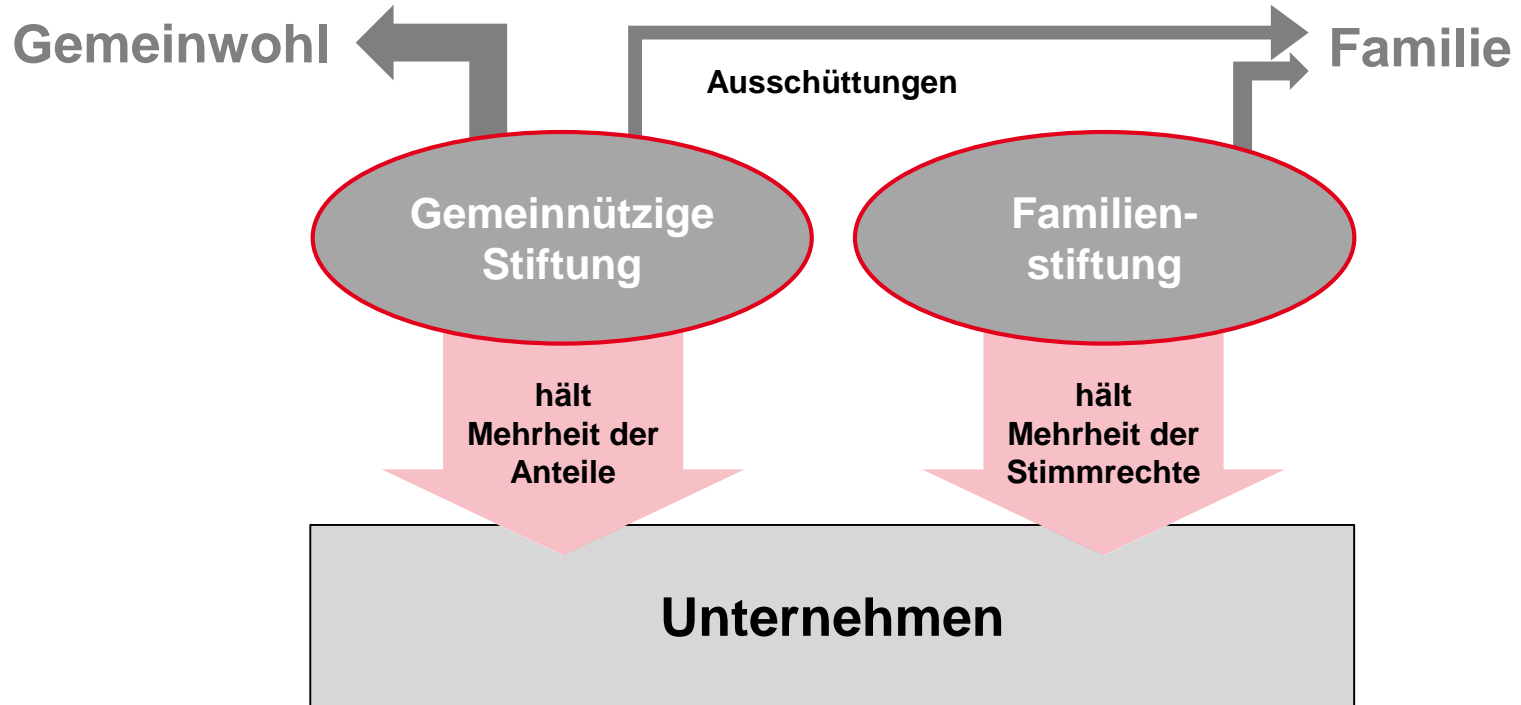 Gemeinwohl
Familie
Ausschüttungen
Gemeinnützige
Stiftung
Familien-
stiftung
hält
Mehrheit der
Anteile
hält
Mehrheit der
Stimmrechte
Unternehmen